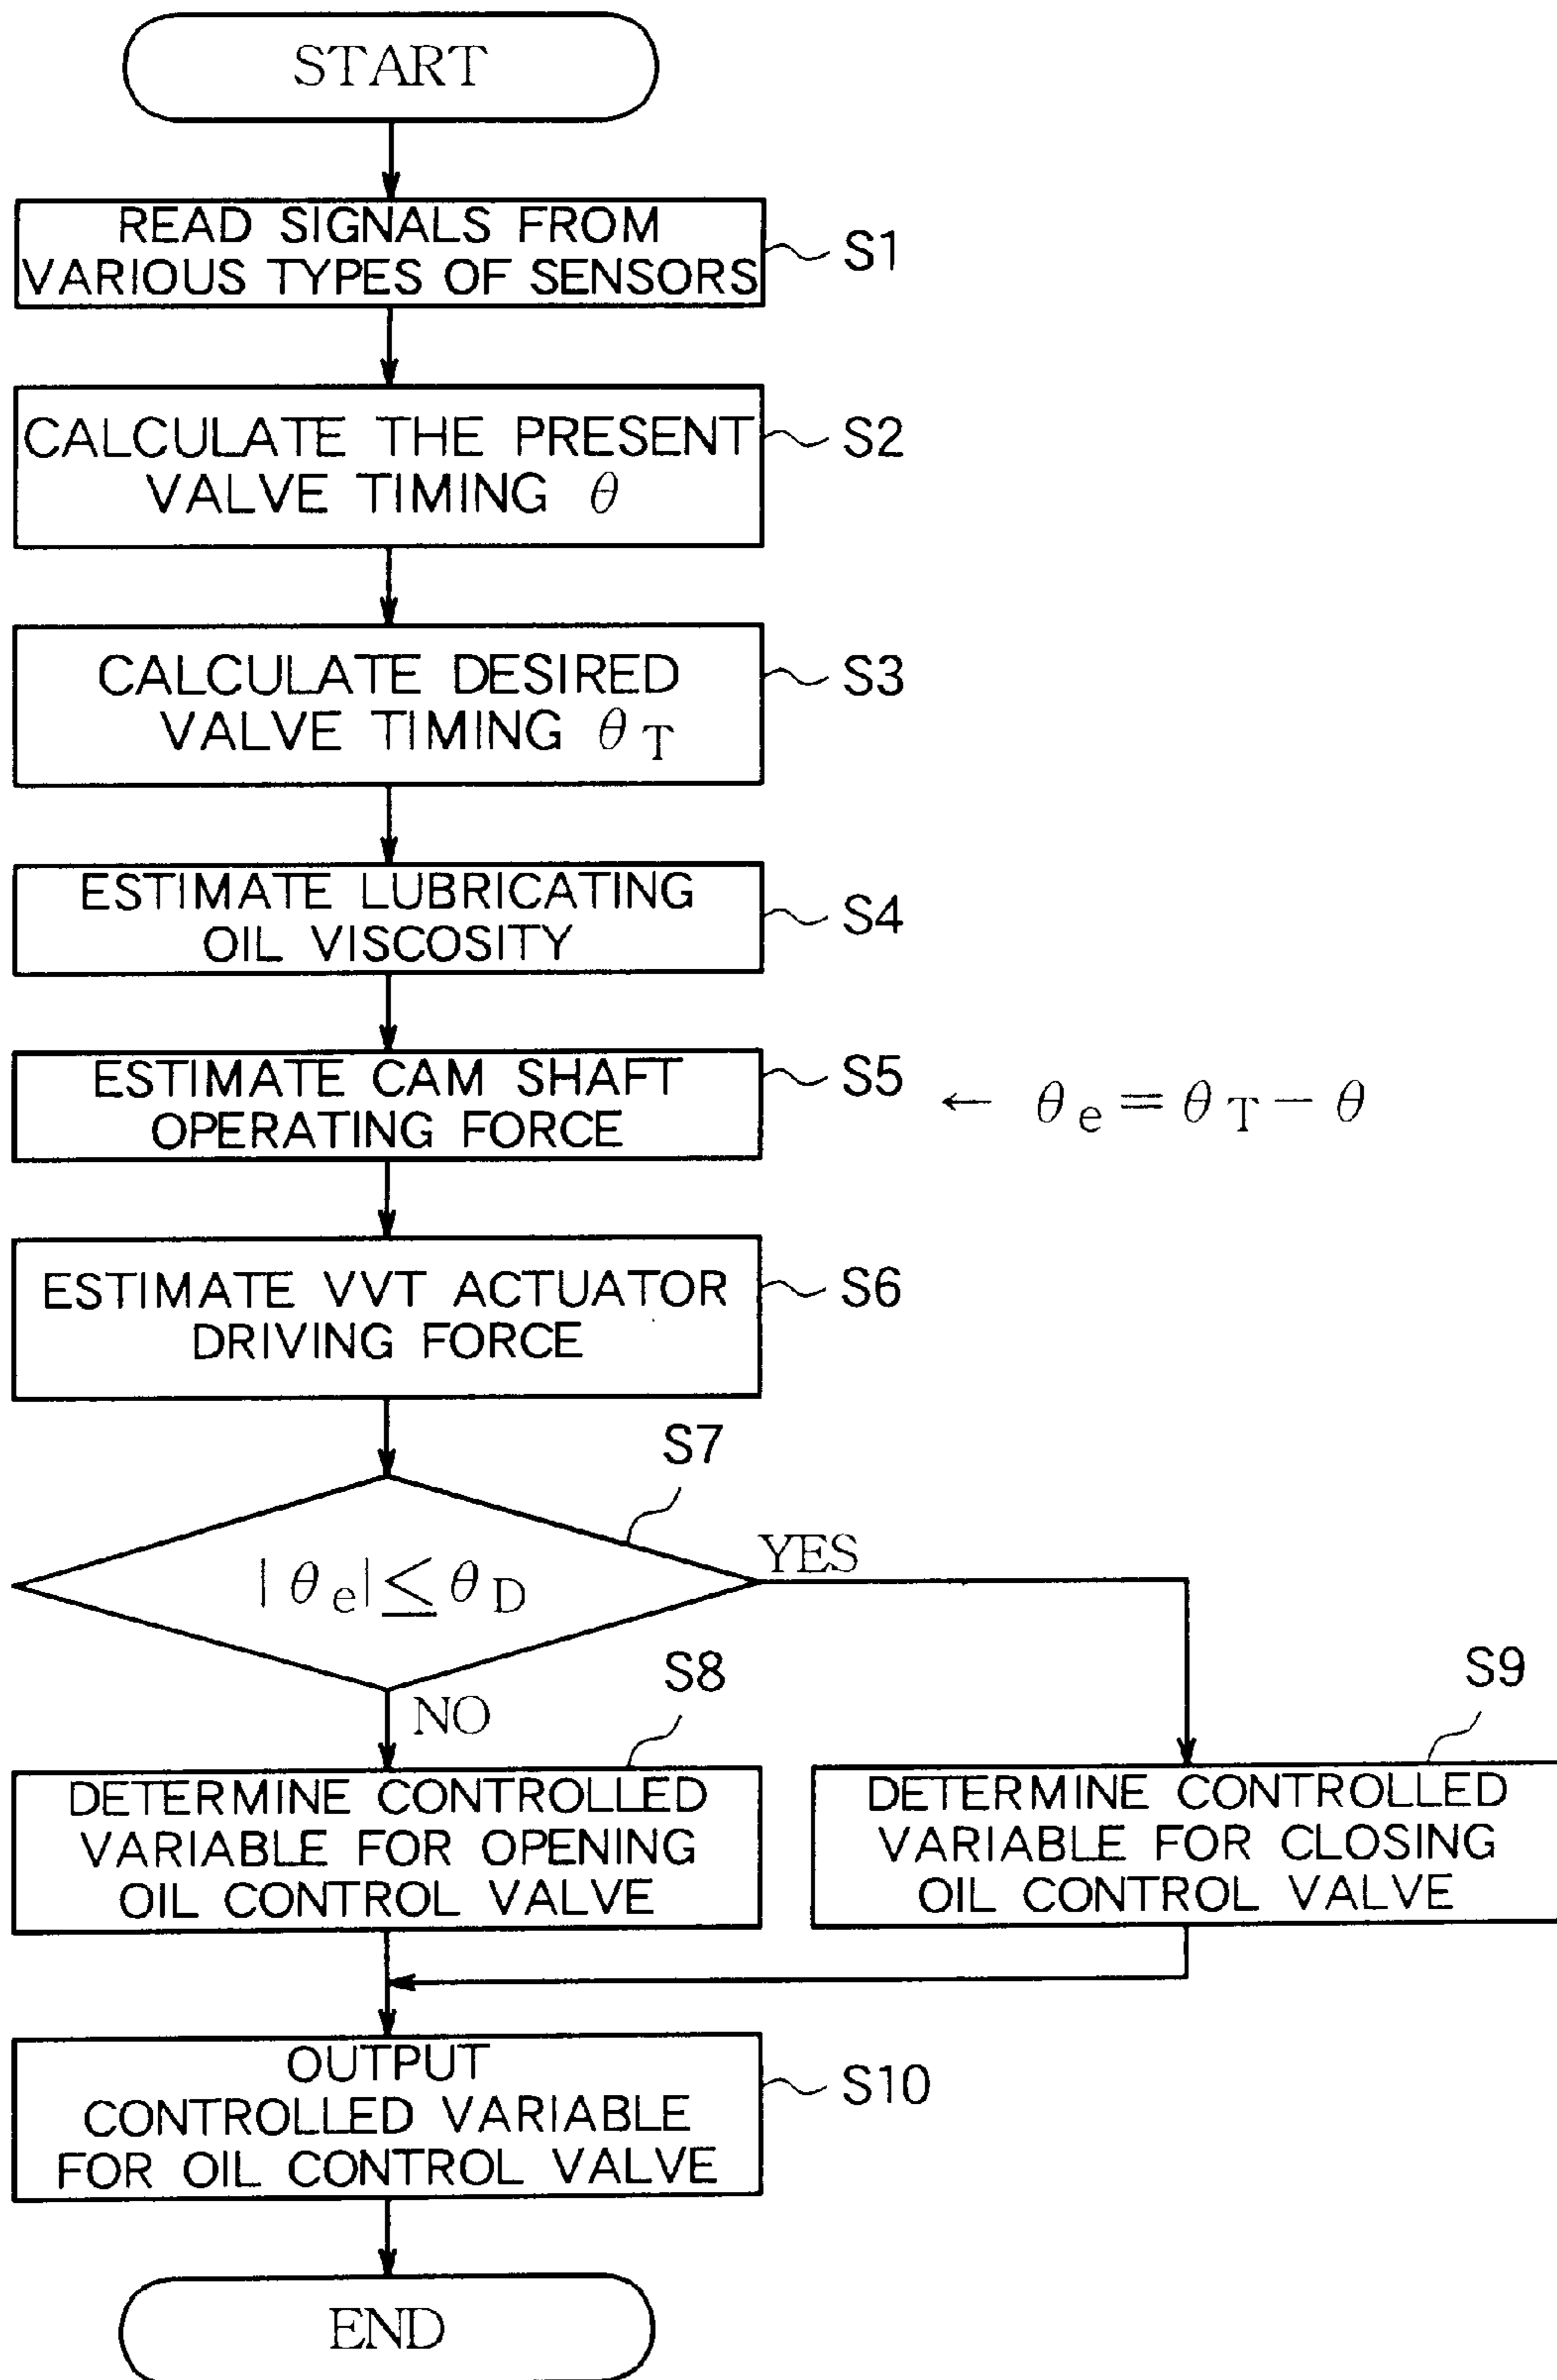 START
READ SIGNALS FROM
VARIOUS TYPES OF SENSORS
S1
CALCULATE THE PRESENT
VALVE TIMING θ
S2
CALCULATE DESIRED
VALVE TIMING θT
S3
ESTIMATE LUBRICATING
OIL VISCOSITY
S4
ESTIMATE CAM SHAFT
OPERATING FORCE
S5
← θe = θT − θ
ESTIMATE VVT ACTUATOR
DRIVING FORCE
S6
S7
|θe| ≤ θD
YES
NO
S8
DETERMINE CONTROLLED
VARIABLE FOR OPENING
OIL CONTROL VALVE
S9
DETERMINE CONTROLLED
VARIABLE FOR CLOSING
OIL CONTROL VALVE
OUTPUT
CONTROLLED VARIABLE
FOR OIL CONTROL VALVE
S10
END